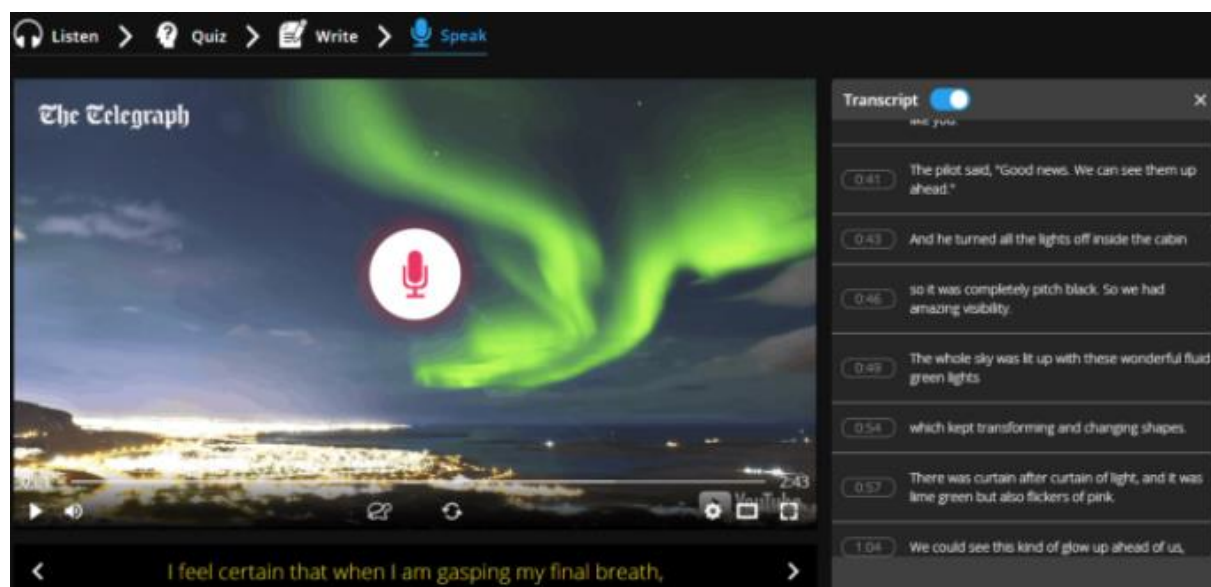 Listen
Quiz
Write
Speak
The Telegraph
2:43
YouTube
I feel certain that when I am gasping my final breath,
Transcript
like you.
0:41 The pilot said, "Good news. We can see them up
ahead."
0:43 And he turned all the lights off inside the cabin
0:46 so it was completely pitch black. So we had
amazing visibility.
0:49 The whole sky was lit up with these wonderful fluid
green lights
0:54 which kept transforming and changing shapes.
0:57 There was curtain after curtain of light, and it was
lime green but also flickers of pink.
1:04 We could see this kind of glow up ahead of us,